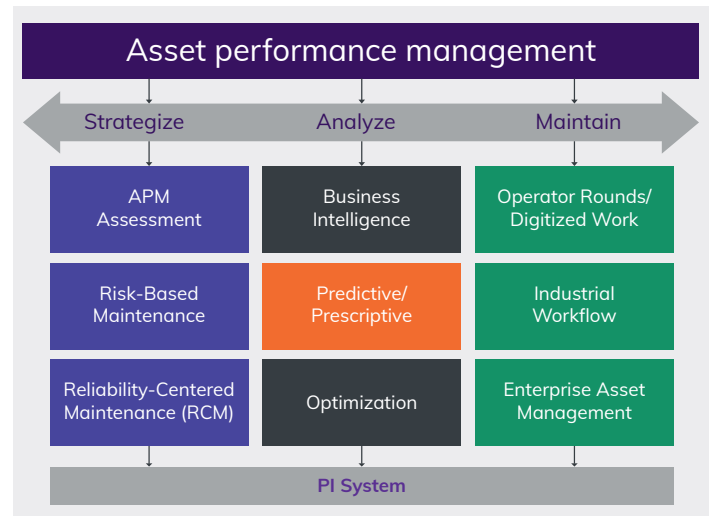 Asset performance management
Strategize
Analyze
Maintain
APM
Assessment
Business
Intelligence
Operator Rounds/
Digitized Work
Risk-Based
Maintenance
Predictive/
Prescriptive
Industrial
Workflow
Reliability-Centered
Maintenance (RCM)
Optimization
Enterprise Asset
Management
PI System